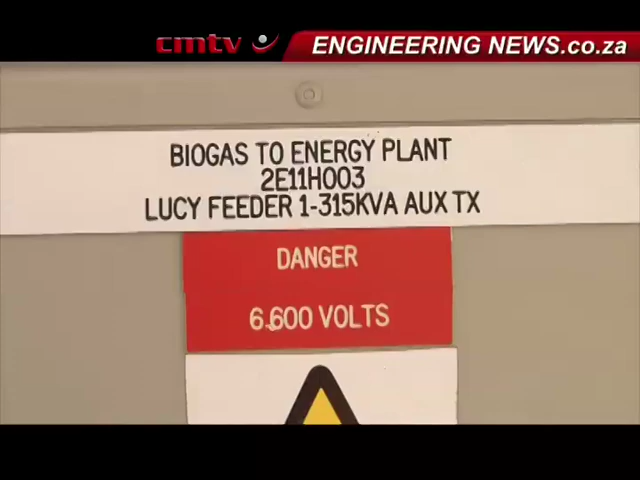 cmtv
ENGINEERING NEWS.co.za
BIOGAS TO ENERGY PLANT
2E11H003
LUCY FEEDER 1-315KVA AUX TX
DANGER
6.600 VOLTS